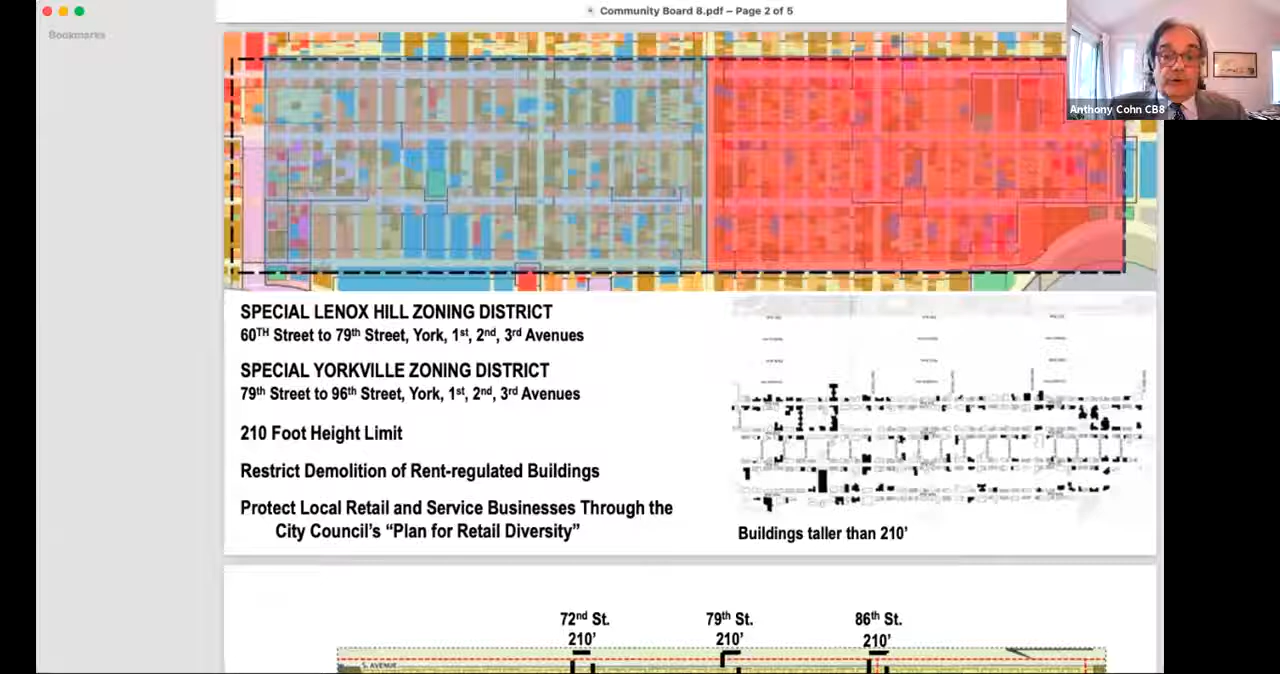 Community Board 8.pdf – Page 2 of 5
Bookmarks
Anthony Cohn CB8
SPECIAL LENOX HILL ZONING DISTRICT
60TH Street to 79th Street, York, 1st, 2nd, 3rd Avenues
SPECIAL YORKVILLE ZONING DISTRICT
79th Street to 96th Street, York, 1st, 2nd, 3rd Avenues
210 Foot Height Limit
Restrict Demolition of Rent-regulated Buildings
Protect Local Retail and Service Businesses Through the
City Council's “Plan for Retail Diversity”
Buildings taller than 210’
72nd St.
210’
79th St.
210’
86th St.
210’